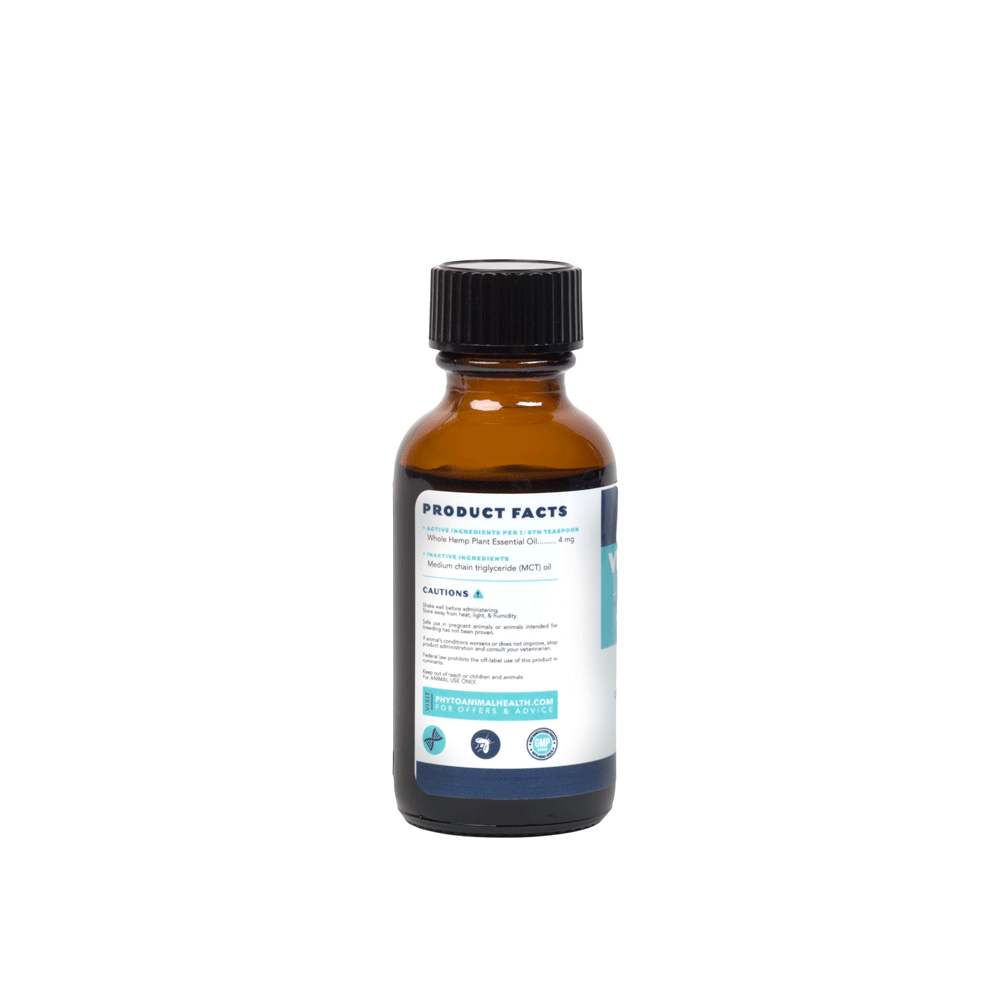 PRODUCT FACTS
ACTIVE INGREDIENTS PER 1/8TH TEASPOON
Whole Hemp Plant Essential Oil......... 4 mg
INACTIVE INGREDIENTS
Medium chain triglyceride (MCT) oil
CAUTIONS
Shake well before administering.
Store away from heat, light, & humidity.
Safe use in pregnant animals or animals intended for
breeding has not been proven.
If animal's conditions worsens or does not improve, stop
product administration and consult your veterinarian.
Federal law prohibits the off-label use of this product in
ruminants.
Keep out of reach or children and animals
For ANIMAL USE ONLY.
VISIT
PHYTOANIMALHEALTH.COM
FOR OFFERS & ADVICE
GMP